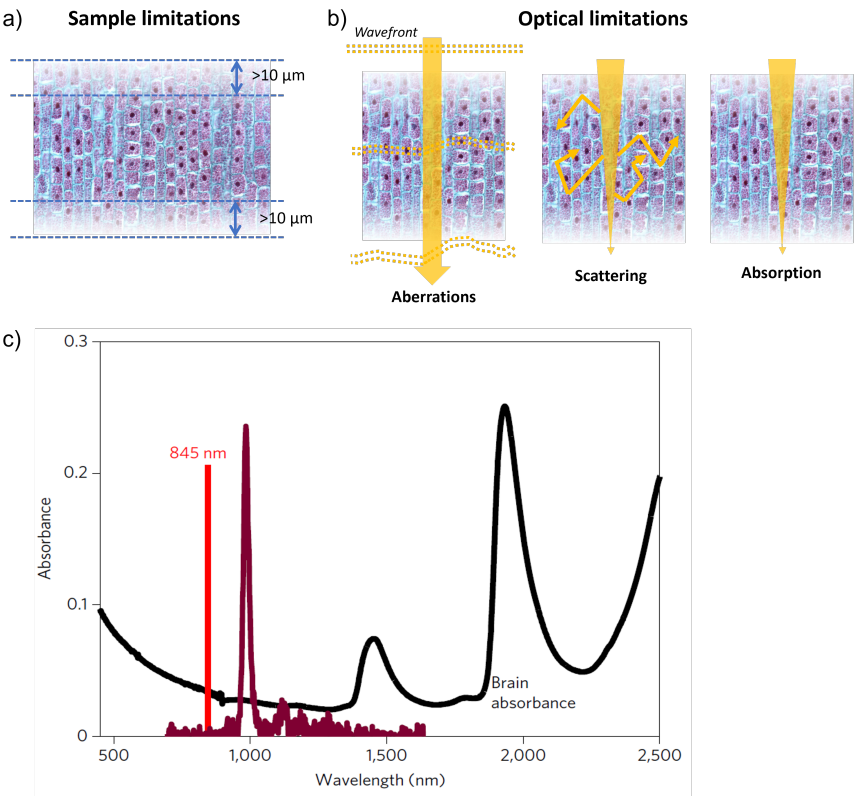 a)
Sample limitations
>10 µm
>10 µm
b)
Optical limitations
Wavefront
Aberrations
Scattering
Absorption
c)
0.3
0.2
0.1
0
Absorbance
845 nm
Brain
absorbance
500
1,000
1,500
2,000
2,500
Wavelength (nm)